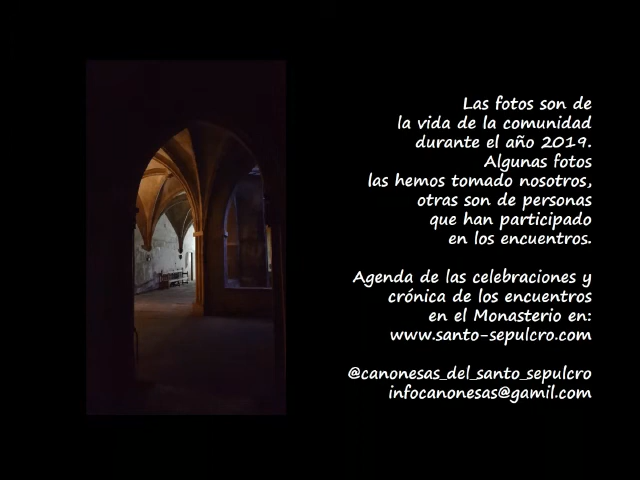 Las fotos son de
la vida de la comunidad
durante el año 2019.
Algunas fotos
las hemos tomado nosotros,
otras son de personas
que han participado
en los encuentros.
Agenda de las celebraciones y
crónica de los encuentros
en el Monasterio en:
www.santo-sepulcro.com
@canonesas_del_santo_sepulcro
infocanonesas@gamil.com